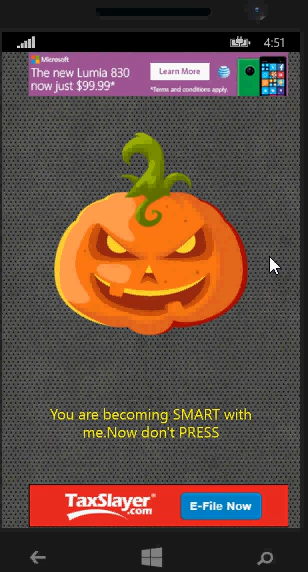 4:51
Microsoft
The new Lumia 830
now just $99.99*
Learn More
AT&T
*Terms and conditions apply.
You are becoming SMART with
me.Now don't PRESS
TaxSlayer®
.com
E-File Now